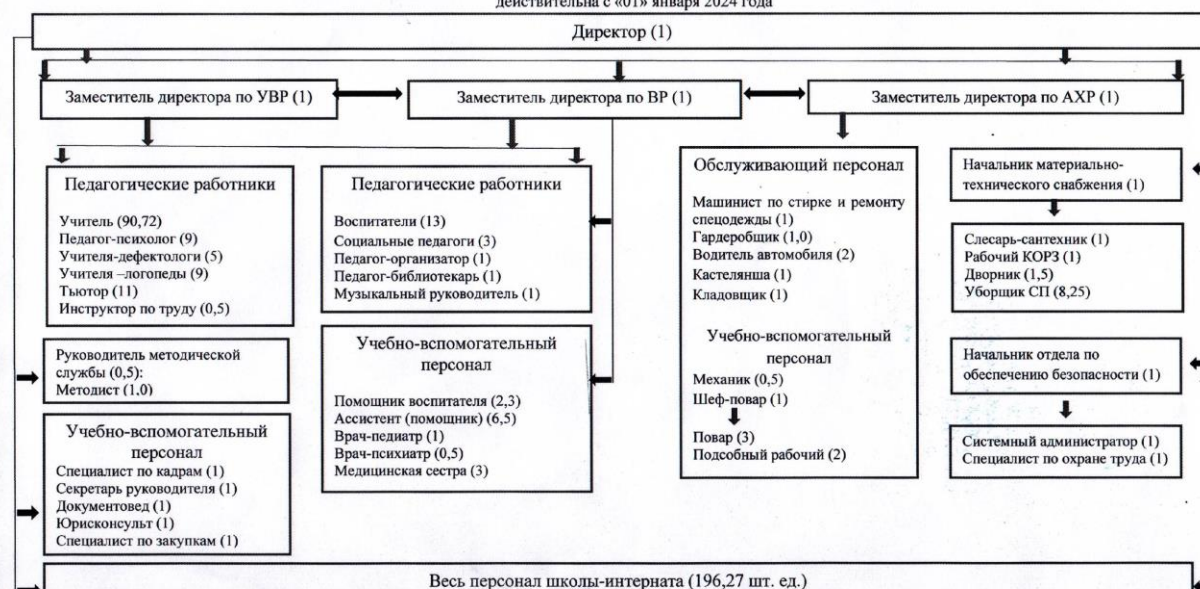 действительна с «01» января 2024 года
Директор (1)
Заместитель директора по УВР (1)
Заместитель директора по ВР (1)
Заместитель директора по АХР (1)
Педагогические работники
Учитель (90,72)
Педагог-психолог (9)
Учителя-дефектологи (5)
Учителя –логопеды (9)
Тьютор (11)
Инструктор по труду (0,5)
Руководитель методической
службы (0,5):
Методист (1,0)
Учебно-вспомогательный
персонал
Специалист по кадрам (1)
Секретарь руководителя (1)
Документовед (1)
Юрисконсульт (1)
Специалист по закупкам (1)
Педагогические работники
Воспитатели (13)
Социальные педагоги (3)
Педагог-организатор (1)
Педагог-библиотекарь (1)
Музыкальный руководитель (1)
Учебно-вспомогательный
персонал
Помощник воспитателя (2,3)
Ассистент (помощник) (6,5)
Врач-педиатр (1)
Врач-психиатр (0,5)
Медицинская сестра (3)
Обслуживающий персонал
Машинист по стирке и ремонту
спецодежды (1)
Гардеробщик (1,0)
Водитель автомобиля (2)
Кастелянша (1)
Кладовщик (1)
Учебно-вспомогательный
персонал
Механик (0,5)
Шеф-повар (1)
Повар (3)
Подсобный рабочий (2)
Начальник материально-
технического снабжения (1)
Слесарь-сантехник (1)
Рабочий КОРЗ (1)
Дворник (1,5)
Уборщик СП (8,25)
Начальник отдела по
обеспечению безопасности (1)
Системный администратор (1)
Специалист по охране труда (1)
Весь персонал школы-интерната (196,27 шт. ед.)